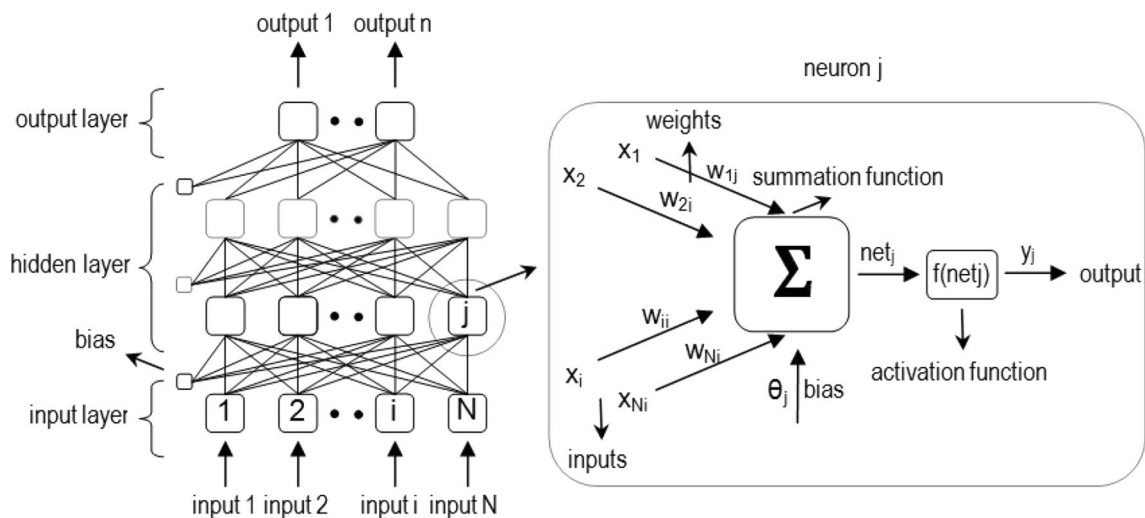 output 1 output n
output layer
hidden layer
bias
input layer
j
1 2 i N
input 1 input 2 input i input N
neuron j
weights
x1 w1j
x2 w2i
summation function
Σ
netj
f(netj)
yj
output
activation function
wii
wNi
xi
xNi
θj bias
inputs